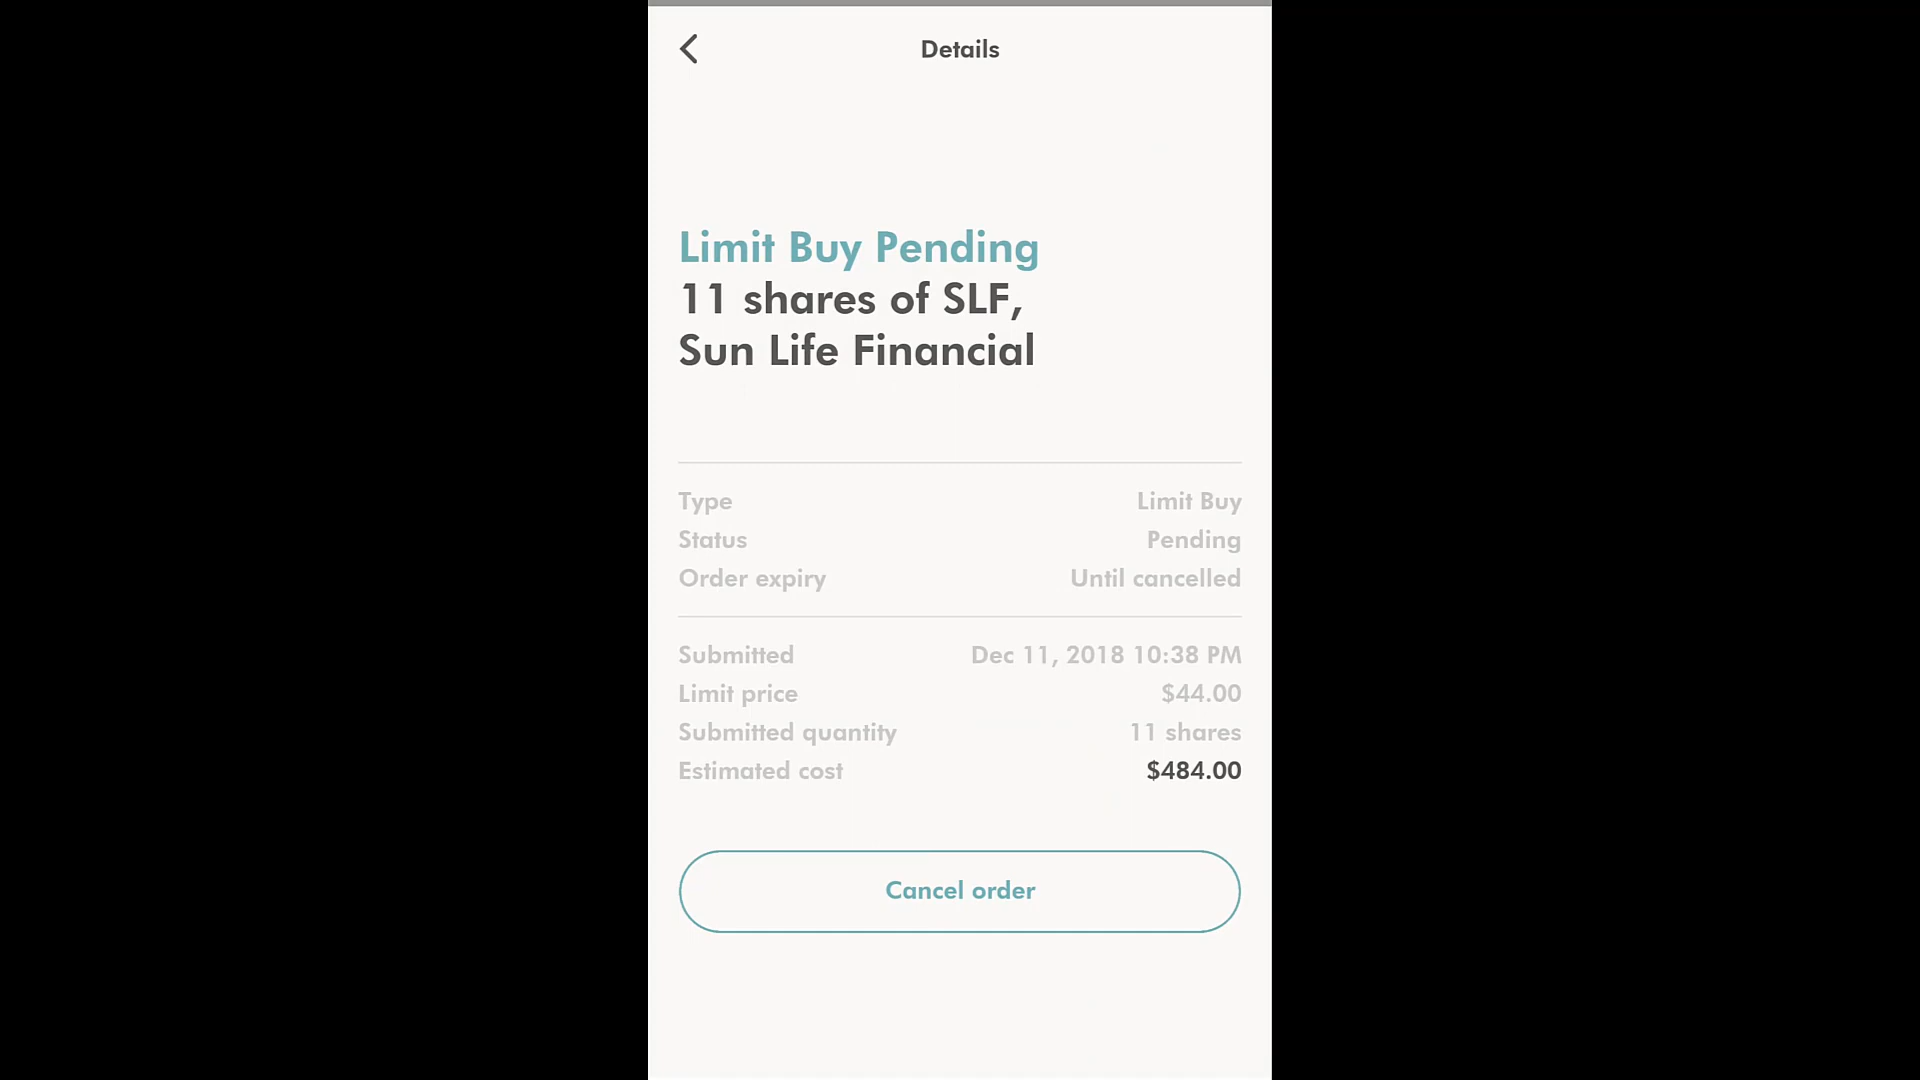 Details
Limit Buy Pending
11 shares of SLF,
Sun Life Financial
Type Limit Buy
Status Pending
Order expiry Until cancelled
Submitted Dec 11, 2018 10:38 PM
Limit price $44.00
Submitted quantity 11 shares
Estimated cost $484.00
Cancel order